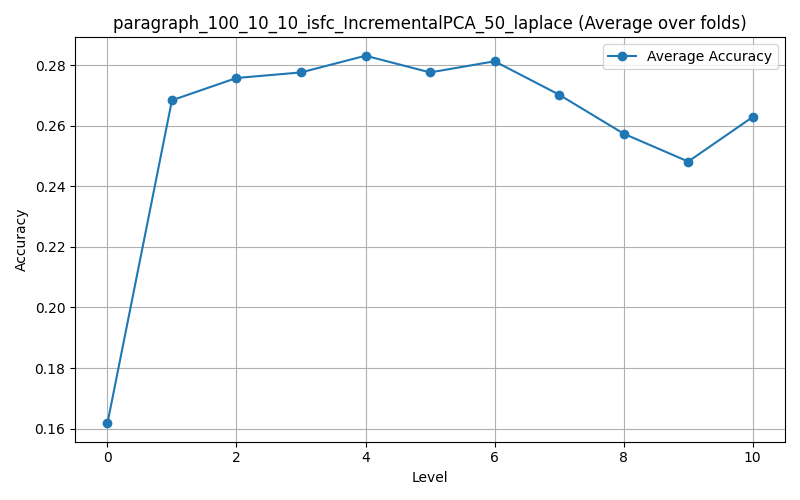 paragraph_100_10_10_isfc_IncrementalPCA_50_laplace (Average over folds)
Average Accuracy
0.28
0.26
0.24
0.22
0.20
0.18
0.16
Accuracy
0 2 4 6 8 10
Level